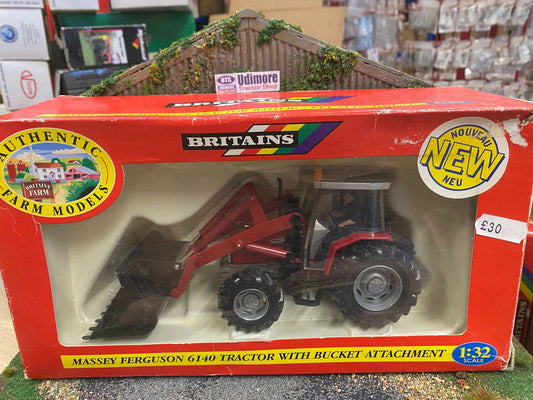 UTS
Udimore
Tractor Shop
BRITAINS
AUTHENTIC
BRITAINS
FARM
FARM MODELS
NOUVEAU
NEW
NEU
£30
MASSEY FERGUSON 6140 TRACTOR WITH BUCKET ATTACHMENT
1:32
SCALE